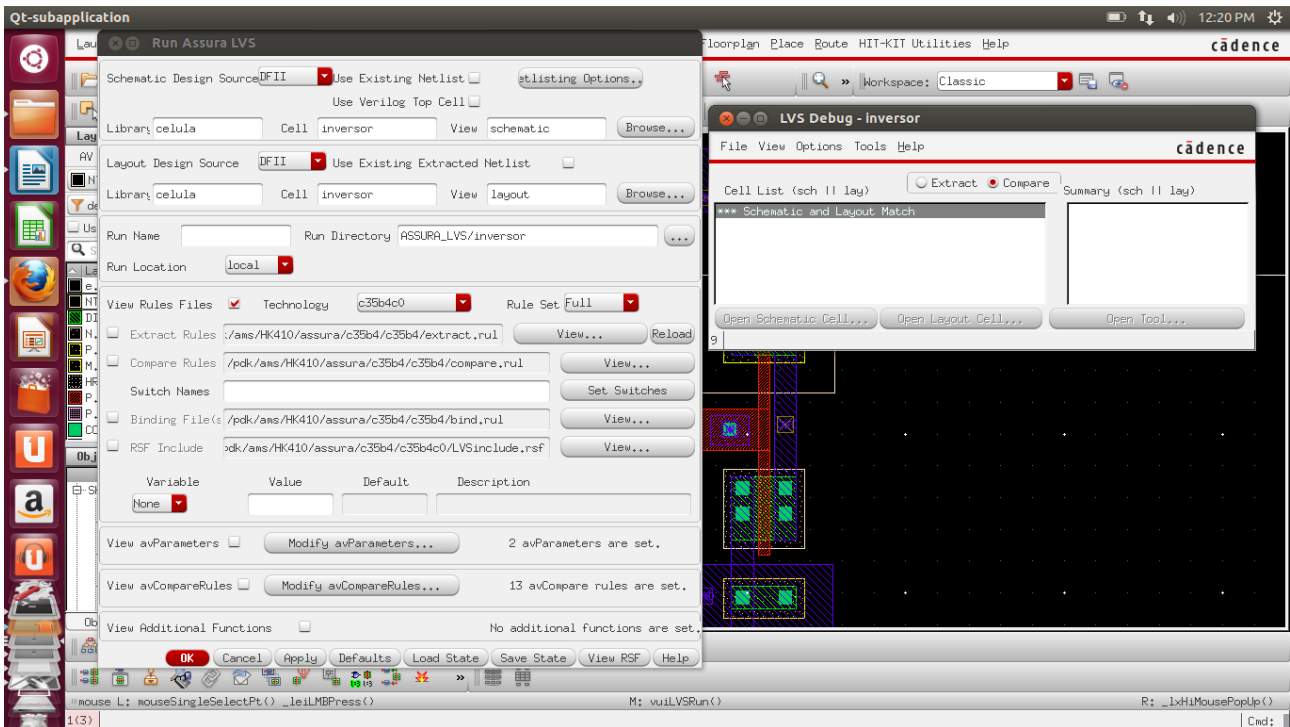 Qt-subapplication
12:20 PM
Lau
Run Assura LVS
Floorplan Place Route HIT-KIT Utilities Help
cādence
Schematic Design Source DFII Use Existing Netlist etlisting Options..
Use Verilog Top Cell
» Workspace: Classic
Library celula Cell inversor View schematic Browse...
LVS Debug - inversor
Lay
File View Options Tools Help
cādence
AV
Layout Design Source DFII Use Existing Extracted Netlist
Cell List (sch || lay) Extract Compare Summary (sch || lay)
Library celula Cell inversor View layout Browse...
*** Schematic and Layout Match
de
Us
Run Name Run Directory ASSURA_LVS/inversor ...
Run Location local
View Rules Files Technology c35b4c0 Rule Set Full
Open Schematic Cell... Open Layout Cell... Open Tool...
Extract Rules :/ams/HK410/assura/c35b4/c35b4/extract.rul View... Reload
9
Compare Rules /pdk/ams/HK410/assura/c35b4/c35b4/compare.rul View...
Switch Names Set Switches
Binding File(s /pdk/ams/HK410/assura/c35b4/c35b4/bind.rul View...
RSF Include pdk/ams/HK410/assura/c35b4/c35b4c0/LVSinclude.rsf View...
Obj
Variable Value Default Description
None
View avParameters Modify avParameters... 2 avParameters are set.
View avCompareRules Modify avCompareRules... 13 avCompare rules are set.
Ob
View Additional Functions No additional functions are set.
OK Cancel Apply Defaults Load State Save State View RSF Help
»
mouse L: mouseSingleSelectPt() _leiLMBPress() M: vuiLVSRun() R: _lxHiMousePopUp()
1(3) Cmd: